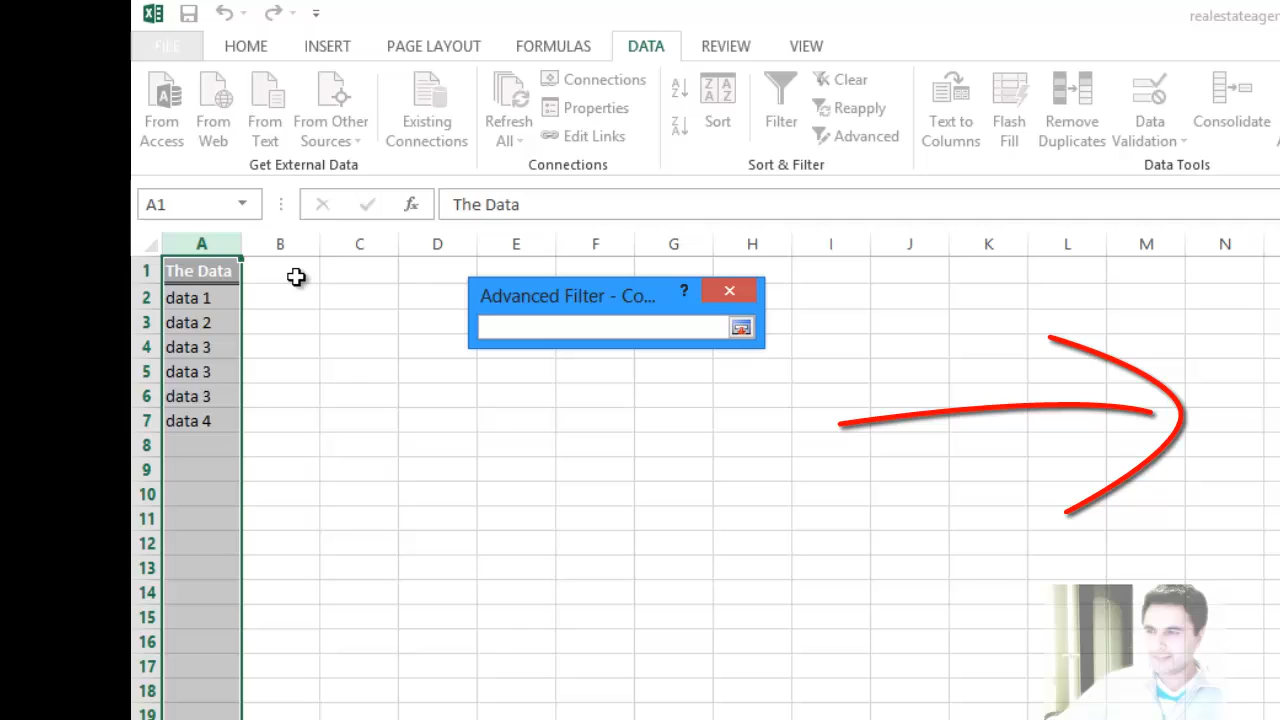 realestateager
FILE HOME INSERT PAGE LAYOUT FORMULAS DATA REVIEW VIEW
From Access
From Web
From Text
From Other Sources
Existing Connections
Get External Data
Refresh All
Connections
Properties
Edit Links
Connections
A Z
Z A
Z A A Z
Sort
Filter
Clear
Reapply
Advanced
Sort & Filter
Text to Columns
Flash Fill
Remove Duplicates
Data Validation
Consolidate
Data Tools
A1 fx The Data
A B C D E F G H I J K L M N
1 The Data
2 data 1
3 data 2
4 data 3
5 data 3
6 data 3
7 data 4
8
9
10
11
12
13
14
15
16
17
18
19
Advanced Filter - Co... ?